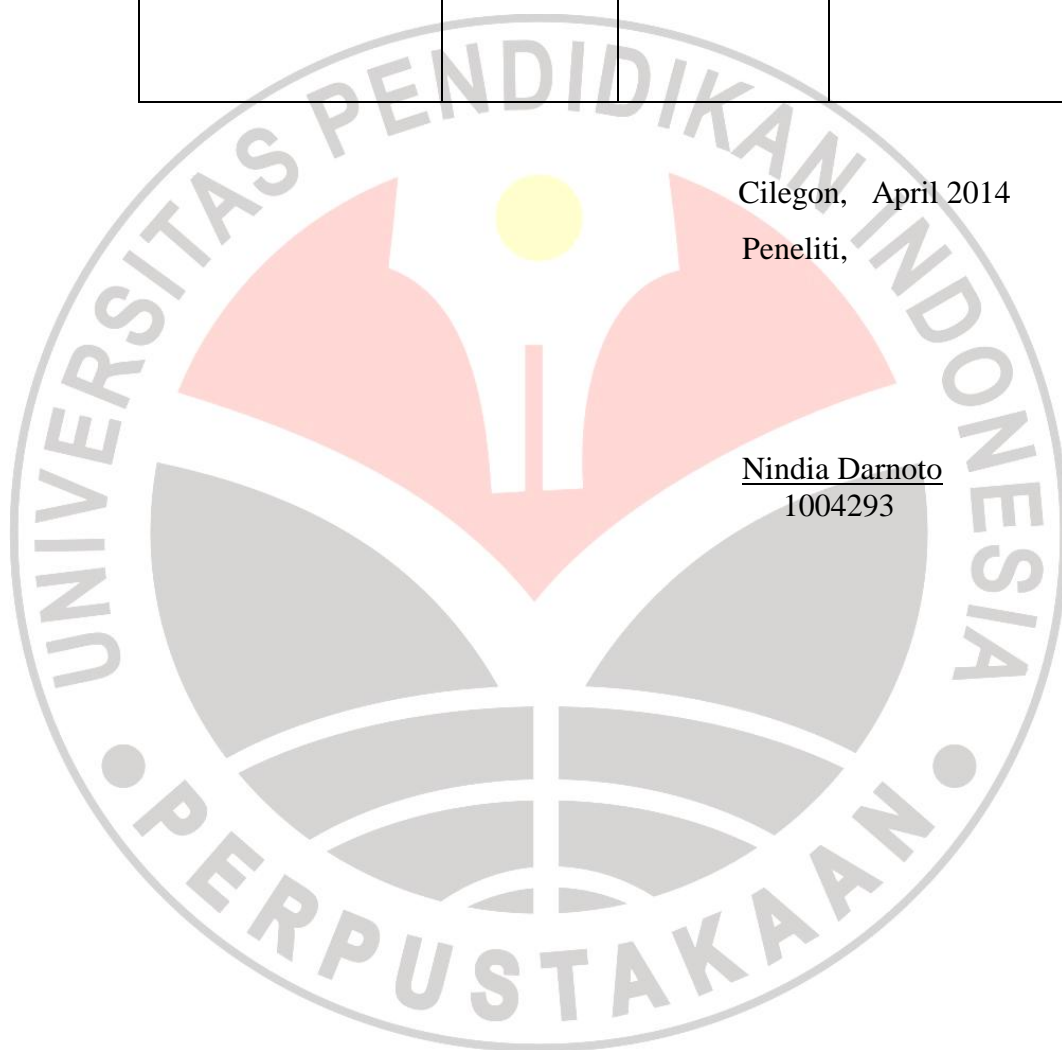 UNIVERSITAS PENDIDIKAN INDONESIA
Cilegon, April 2014
Peneliti,
Nindia Darnoto
1004293
PERPUSTAKAAN